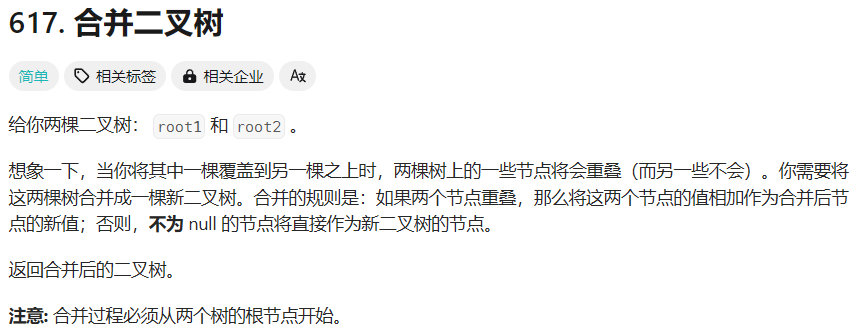 617. 合并二叉树
简单 相关标签 相关企业 A文
给你两棵二叉树： root1 和 root2 。
想象一下，当你将其中一棵覆盖到另一棵之上时，两棵树上的一些节点将会重叠（而另一些不会）。你需要将
这两棵树合并成一棵新二叉树。合并的规则是：如果两个节点重叠，那么将这两个节点的值相加作为合并后节
点的新值；否则，不为 null 的节点将直接作为新二叉树的节点。
返回合并后的二叉树。
注意: 合并过程必须从两个树的根节点开始。